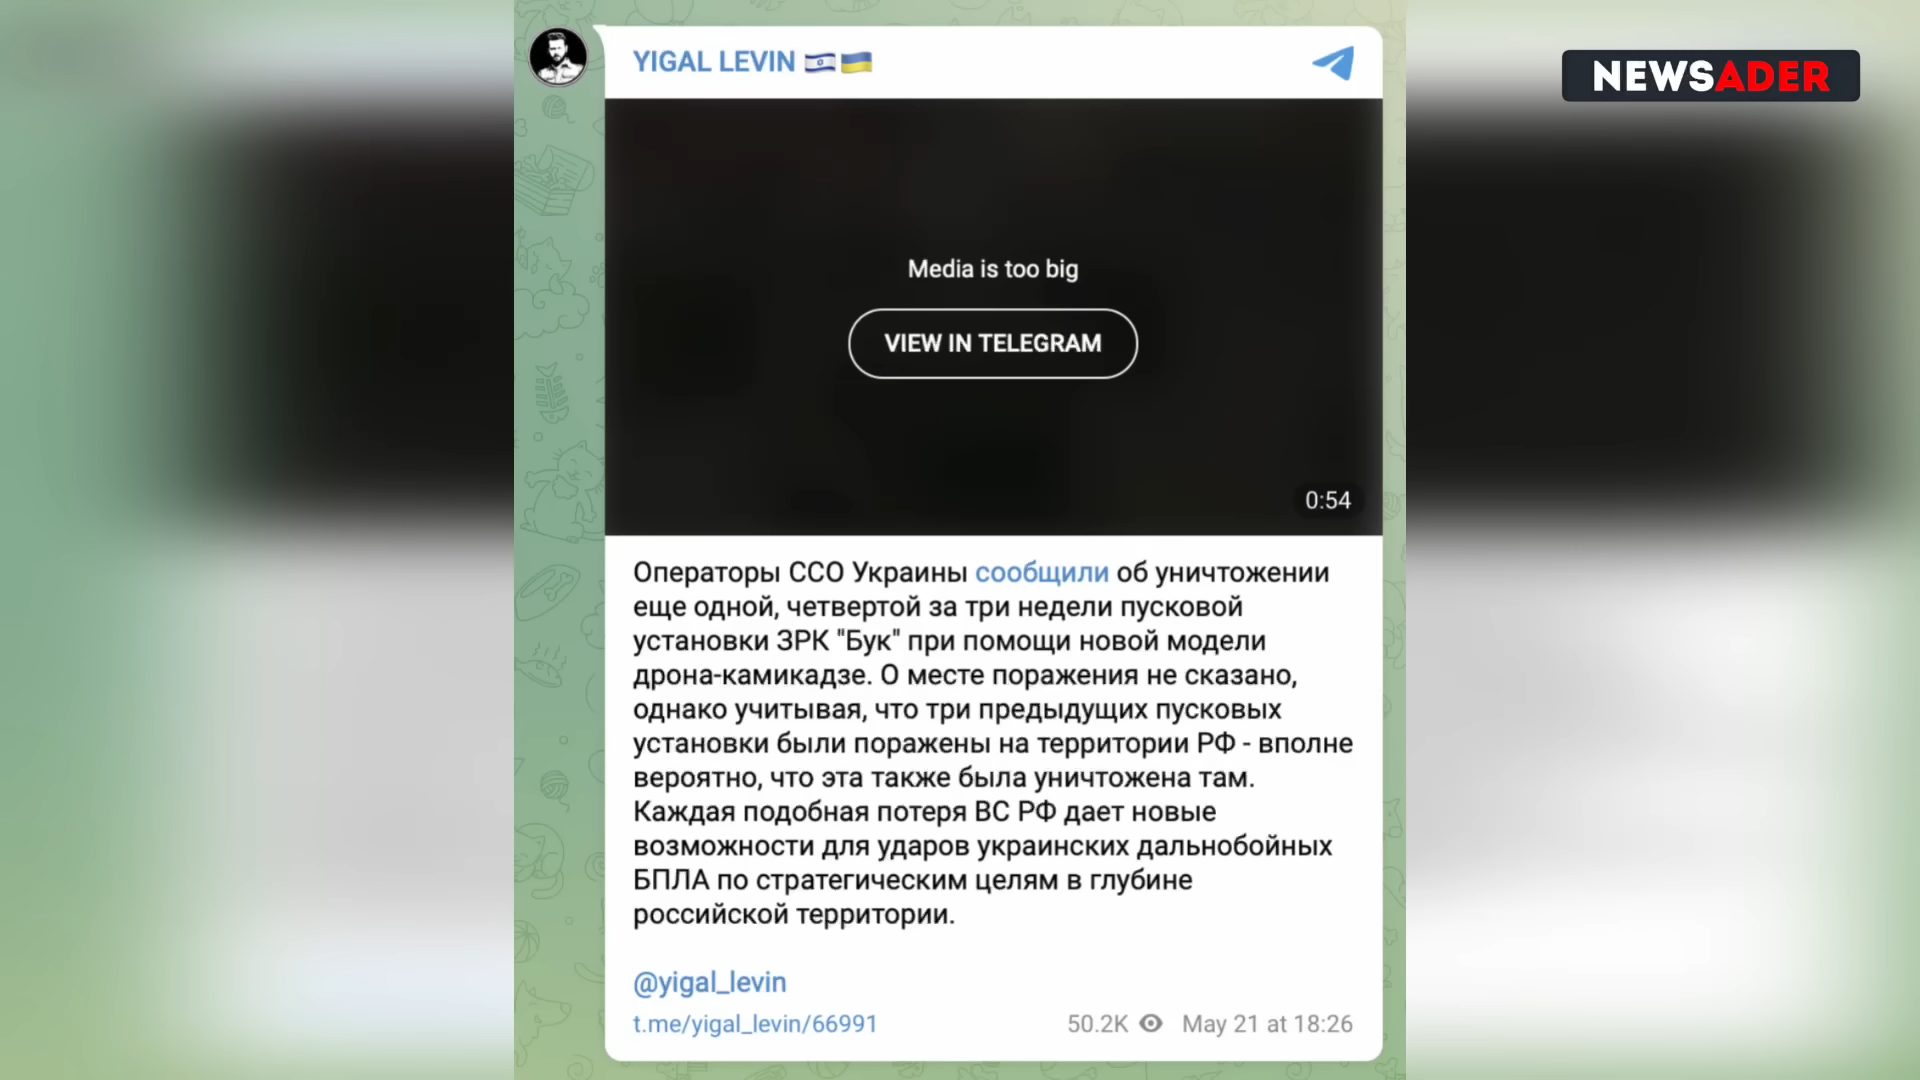 YIGAL LEVIN 🇮🇱🇺🇦
NEWSADER
Media is too big
VIEW IN TELEGRAM
0:54
Операторы ССО Украины сообщили об уничтожении
еще одной, четвертой за три недели пусковой
установки ЗРК "Бук" при помощи новой модели
дрона-камикадзе. О месте поражения не сказано,
однако учитывая, что три предыдущих пусковых
установки были поражены на территории РФ - вполне
вероятно, что эта также была уничтожена там.
Каждая подобная потеря ВС РФ дает новые
возможности для ударов украинских дальнобойных
БПЛА по стратегическим целям в глубине
российской территории.
@yigal_levin
t.me/yigal_levin/66991 50.2K May 21 at 18:26